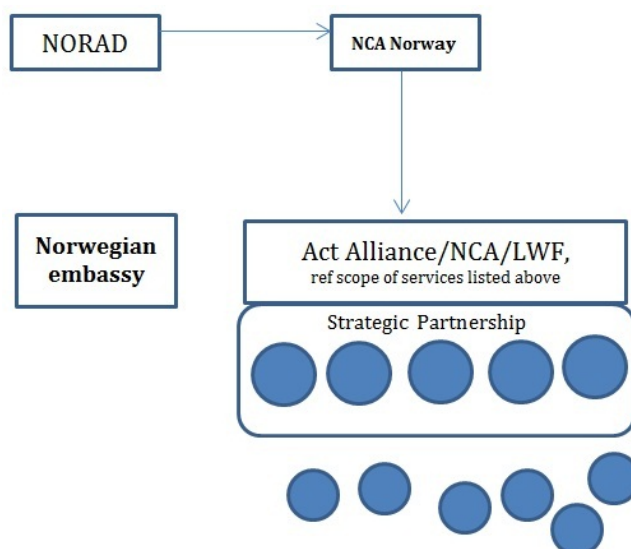 NORAD
NCA Norway
Norwegian
embassy
Act Alliance/NCA/LWF,
ref scope of services listed above
Strategic Partnership